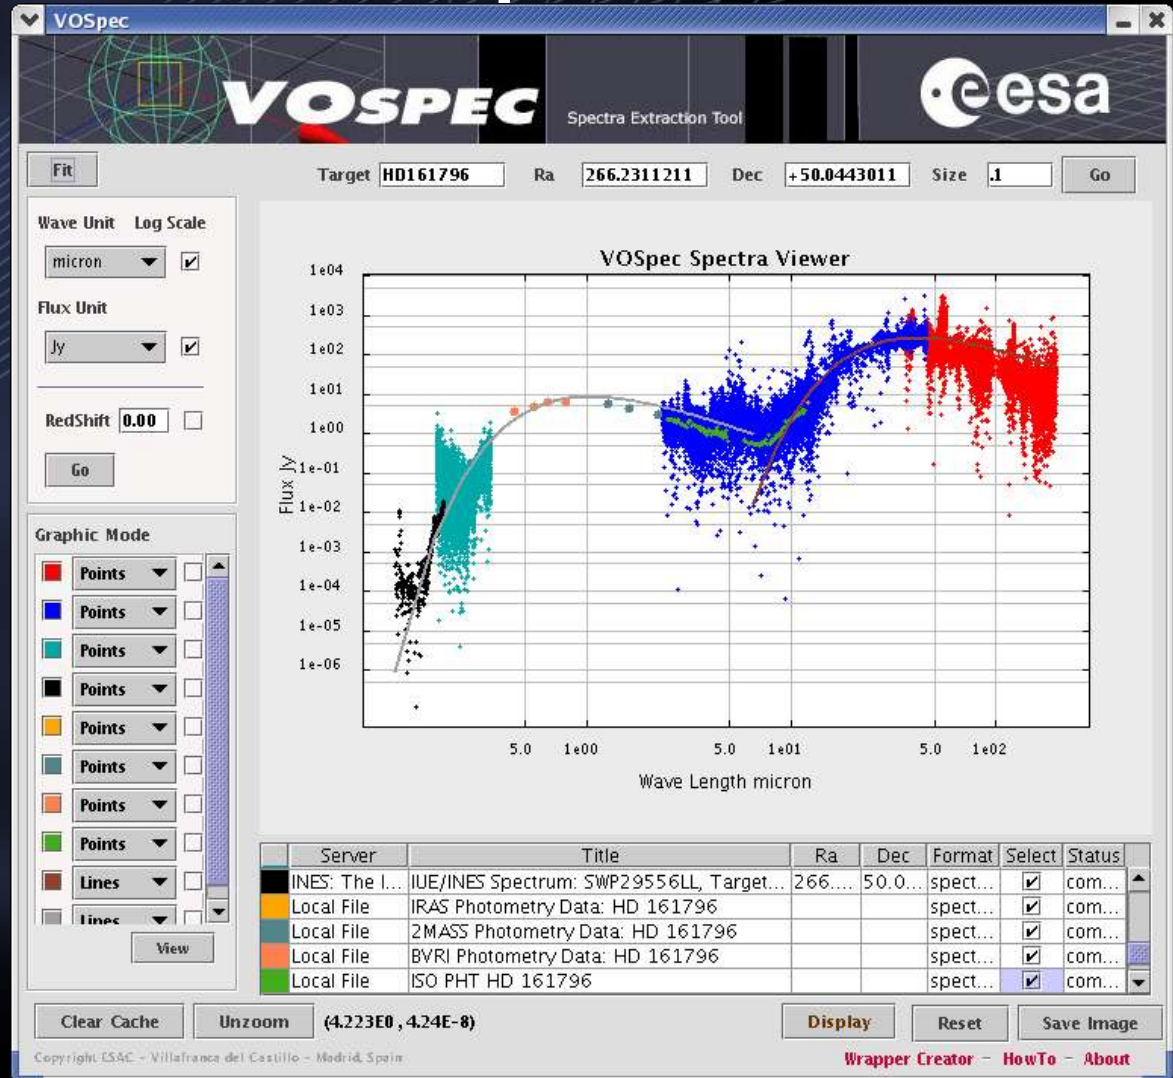 VOSpec
VOSPEC Spectra Extraction Tool esa
Fit
Target HD161796 Ra 266.2311211 Dec +50.0443011 Size .1 Go
Wave Unit Log Scale
micron
Flux Unit
Jy
RedShift 0.00
Go
Graphic Mode
Points
Points
Points
Points
Points
Points
Points
Points
Lines
Lines
View
VOSpec Spectra Viewer
1e04
1e03
1e02
1e01
1e00
1e-01
1e-02
1e-03
1e-04
1e-05
1e-06
Flux Jy
5.0 1e00 5.0 1e01 5.0 1e02
Wave Length micron
Server Title Ra Dec Format Select Status
INES: The I... IUE/INES Spectrum: SWP29556LL, Target... 266.... 50.0... spect... com...
Local File IRAS Photometry Data: HD 161796 spect... com...
Local File 2MASS Photometry Data: HD 161796 spect... com...
Local File BVRI Photometry Data: HD 161796 spect... com...
Local File ISO PHT HD 161796 spect... com...
Clear Cache Unzoom (4.223E0 , 4.24E-8) Display Reset Save Image
Copyright ESAC - Villafranca del Castillo - Madrid, Spain
Wrapper Creator - HowTo - About